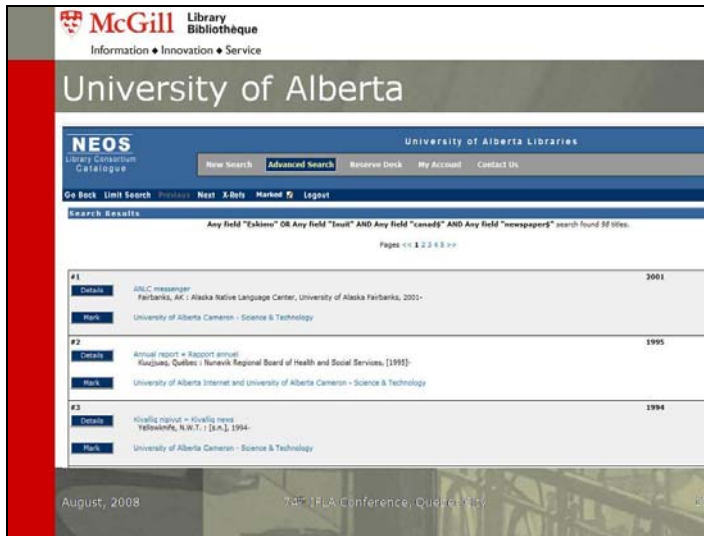 McGill Library
Bibliothèque
Information ♦ Innovation ♦ Service
University of Alberta
NEOS
Library Consortium
Catalogue
University of Alberta Libraries
New Search Advanced Search Reserve Desk My Account Contact Us
Go Back Limit Search Previous Next X-Refs Marked Logout
Search Results
Any field "Eskimo" OR Any field "Inuit" AND Any field "canad$" AND Any field "newspaper$" search found 98 titles.
Pages << 1 2 3 4 5 >>
#1 2001
Details ANLC messenger
Fairbanks, AK : Alaska Native Language Center, University of Alaska Fairbanks, 2001-
Mark University of Alberta Cameron - Science & Technology
#2 1995
Details Annual report = Rapport annuel
Kuujjuaq, Québec : Nunavik Regional Board of Health and Social Services, [1995]-
Mark University of Alberta Internet and University of Alberta Cameron - Science & Technology
#3 1994
Details Kivalliq nipivut = Kivalliq news
Yellowknife, N.W.T. : [s.n.], 1994-
Mark University of Alberta Cameron - Science & Technology
August, 2008 74th IFLA Conference, Quebec City